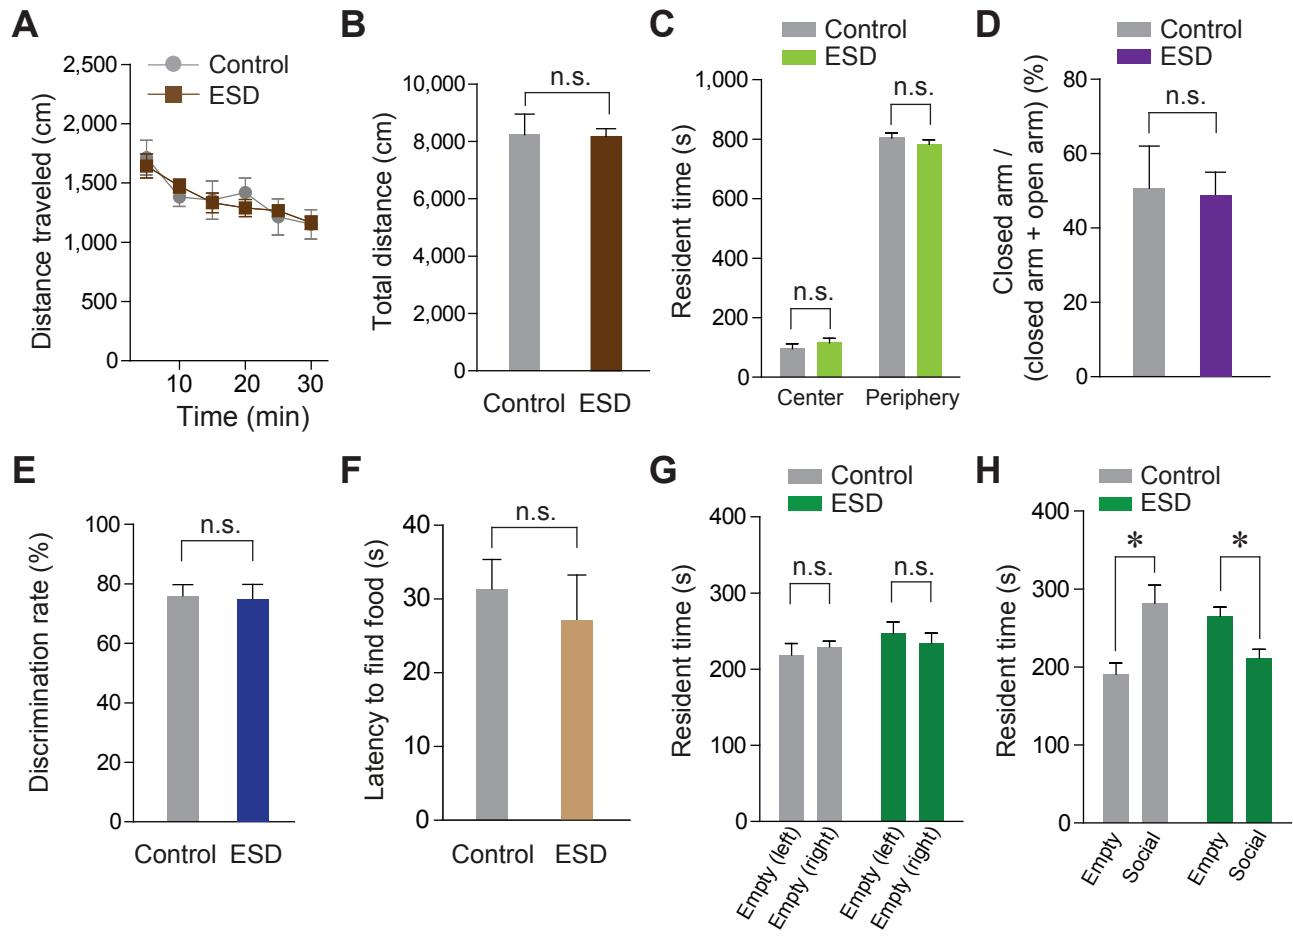 A
Control
ESD
2,500
2,000
1,500
1,000
500
0
10
20
30
Time (min)
Distance traveled (cm)
B
n.s.
10,000
8,000
6,000
4,000
2,000
0
Control
ESD
Total distance (cm)
C
Control
ESD
1,000
800
600
400
200
0
n.s.
n.s.
Center
Periphery
Resident time (s)
D
Control
ESD
80
60
40
20
0
n.s.
Closed arm /
(closed arm + open arm) (%)
E
n.s.
100
80
60
40
20
0
Control
ESD
Discrimination rate (%)
F
n.s.
40
30
20
10
0
Control
ESD
Latency to find food (s)
G
Control
ESD
400
300
200
100
0
n.s.
n.s.
Empty (left)
Empty (right)
Empty (left)
Empty (right)
Resident time (s)
H
Control
ESD
400
300
200
100
0
*
*
Empty
Social
Empty
Social
Resident time (s)